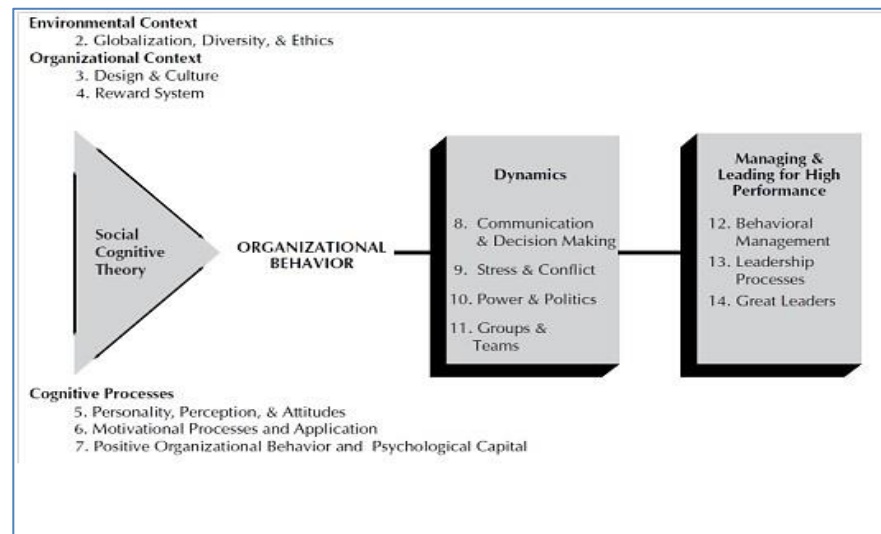 Environmental Context
2. Globalization, Diversity, & Ethics
Organizational Context
3. Design & Culture
4. Reward System
Social
Cognitive
Theory
ORGANIZATIONAL
BEHAVIOR
Dynamics
8. Communication
& Decision Making
9. Stress & Conflict
10. Power & Politics
11. Groups &
Teams
Managing &
Leading for High
Performance
12. Behavioral
Management
13. Leadership
Processes
14. Great Leaders
Cognitive Processes
5. Personality, Perception, & Attitudes
6. Motivational Processes and Application
7. Positive Organizational Behavior and Psychological Capital